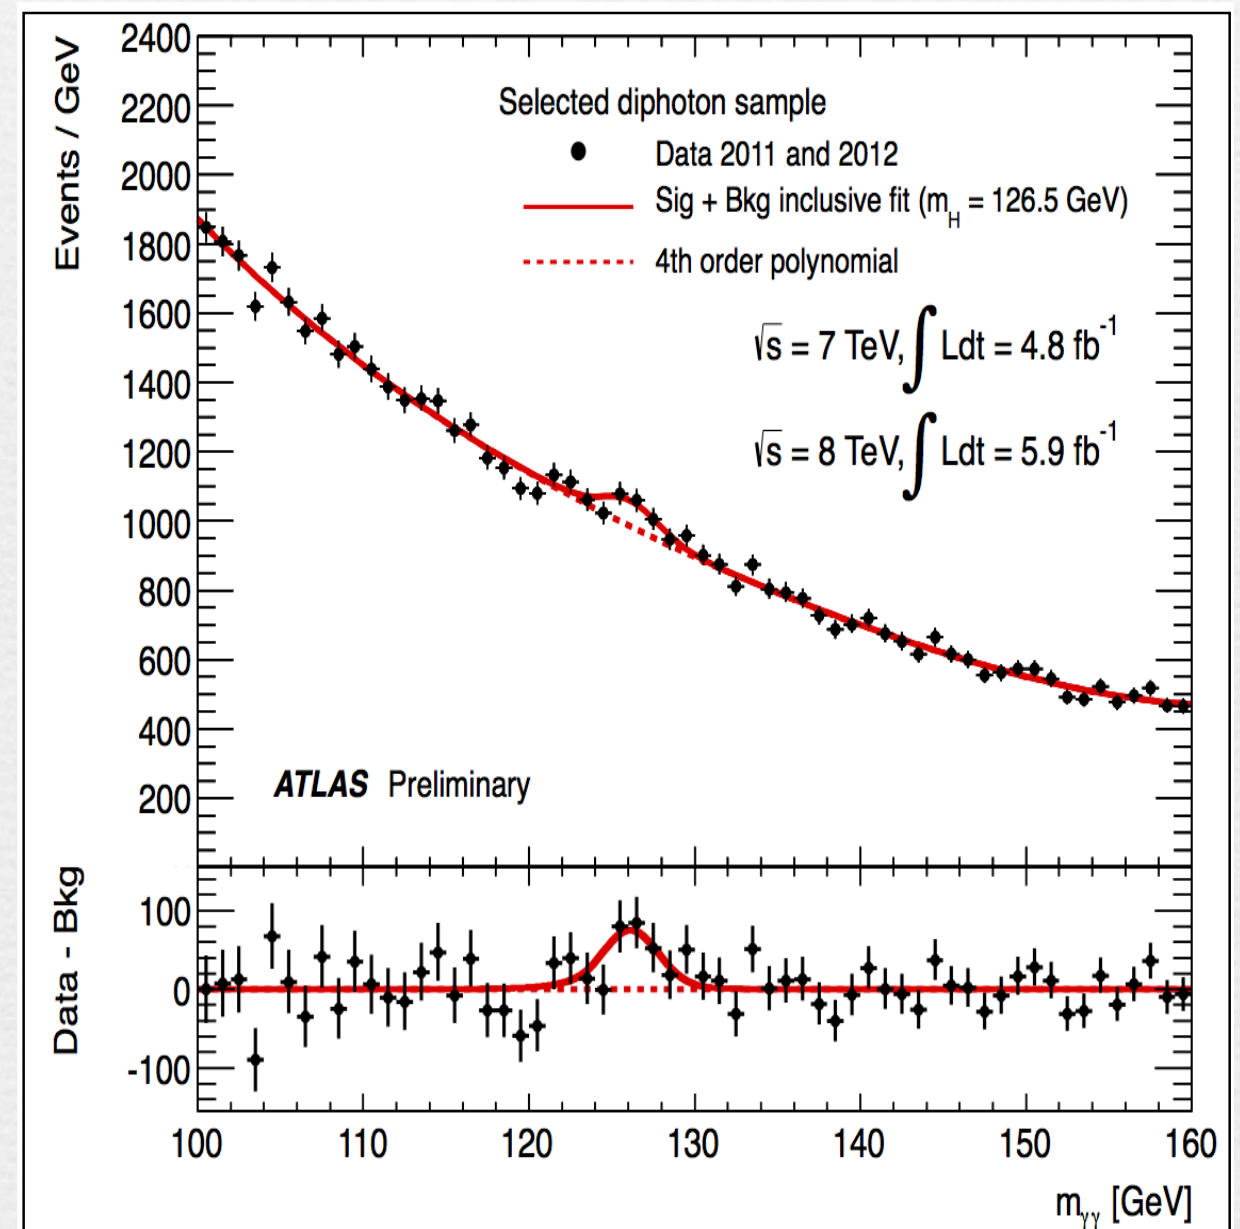 Events / GeV
2400
2200
2000
1800
1600
1400
1200
1000
800
600
400
200
Selected diphoton sample
Data 2011 and 2012
Sig + Bkg inclusive fit (m_H = 126.5 GeV)
4th order polynomial
√s = 7 TeV, ∫ Ldt = 4.8 fb⁻¹
√s = 8 TeV, ∫ Ldt = 5.9 fb⁻¹
ATLAS Preliminary
Data - Bkg
100
0
-100
100 110 120 130 140 150 160
m_γγ [GeV]